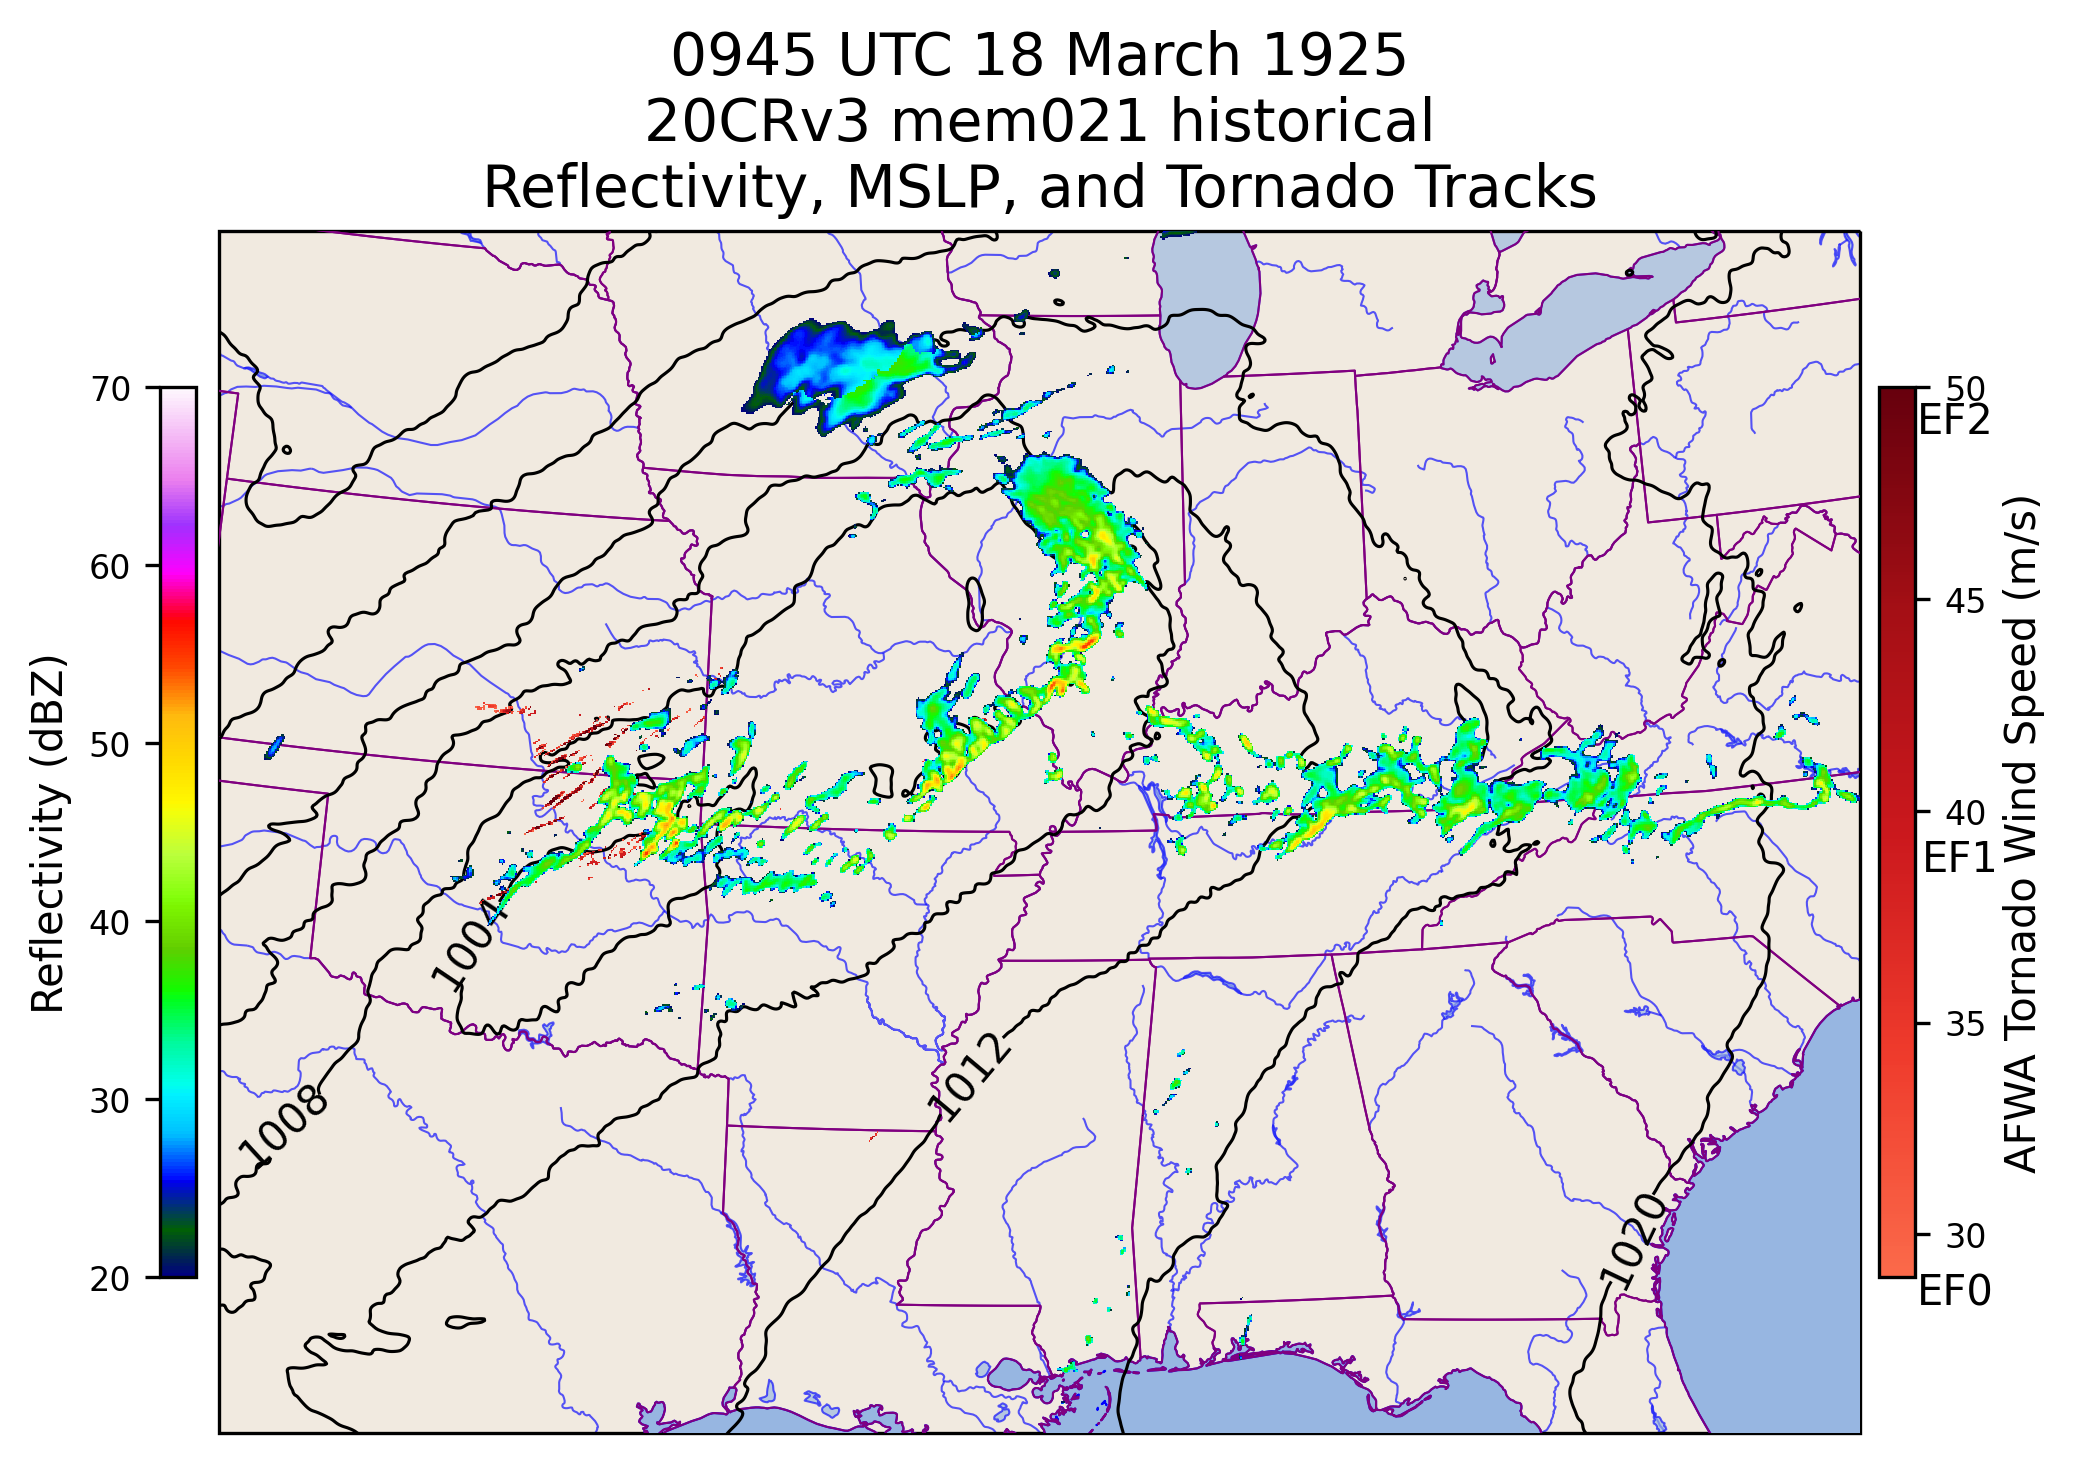 0945 UTC 18 March 1925
20CRv3 mem021 historical
Reflectivity, MSLP, and Tornado Tracks
70
60
50
40
30
20
Reflectivity (dBZ)
1004
1008
1012
1020
50
EF2
45
40
EF1
35
30
EF0
AFWA Tornado Wind Speed (m/s)